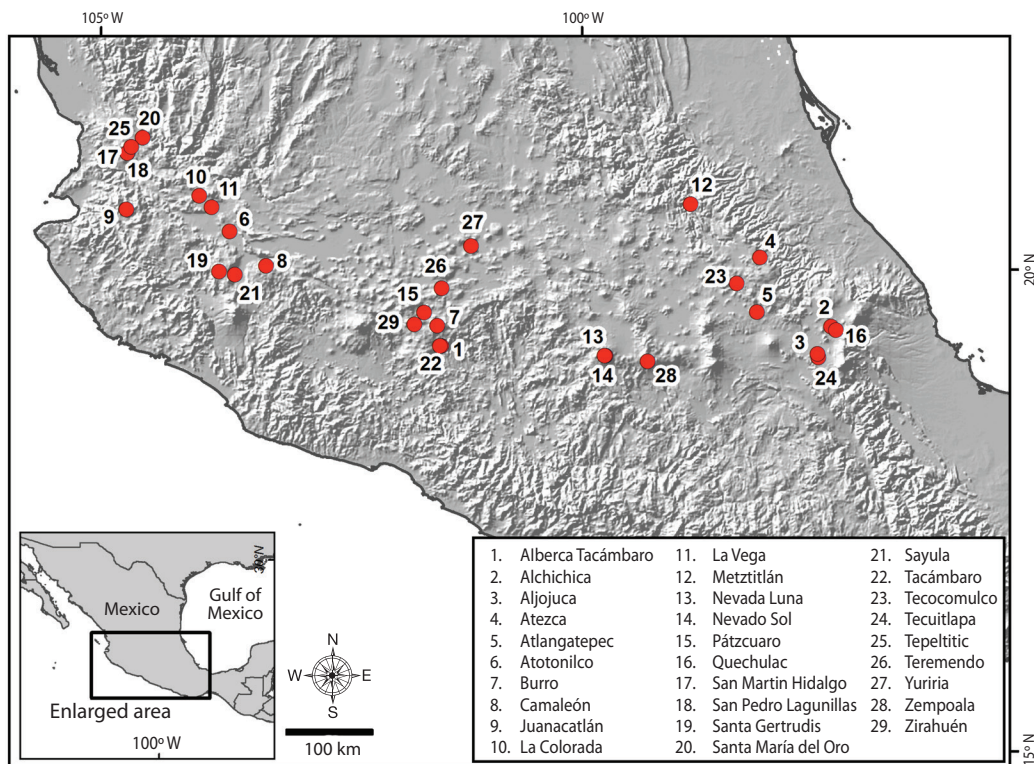 105°W
100°W
20
25
17
18
10
11
9
6
19
8
21
27
26
15
29
7
22
1
12
4
23
5
2
16
3
24
13
14
28
20°N
15°N
30°N
Mexico
Gulf of
Mexico
Enlarged area
100°W
N
W
E
S
100 km
1. Alberca Tacámbaro
2. Alchichica
3. Aljojuca
4. Atezca
5. Atlangatepec
6. Atotonilco
7. Burro
8. Camaleón
9. Juanacatlán
10. La Colorada
11. La Vega
12. Metztitlán
13. Nevada Luna
14. Nevado Sol
15. Pátzcuaro
16. Quechulac
17. San Martin Hidalgo
18. San Pedro Lagunillas
19. Santa Gertrudis
20. Santa María del Oro
21. Sayula
22. Tacámbaro
23. Tecocomulco
24. Tecuitlapa
25. Tepeltitic
26. Teremendo
27. Yuriria
28. Zempoala
29. Zirahuén